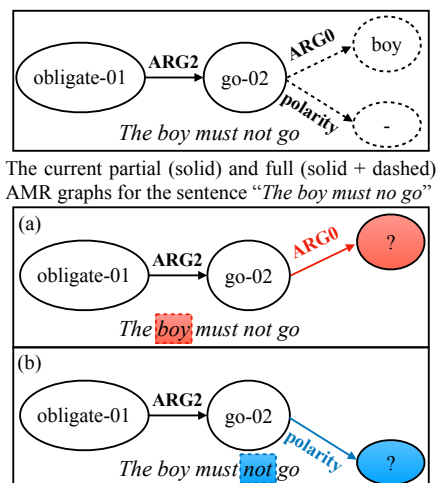 ARG0
boy
ARG2
obligate-01
go-02
polarity
-
The boy must not go
The current partial (solid) and full (solid + dashed)
AMR graphs for the sentence “The boy must no go”
(a)
ARG0
?
ARG2
obligate-01
go-02
The boy must not go
(b)
ARG2
obligate-01
go-02
polarity
?
The boy must not go